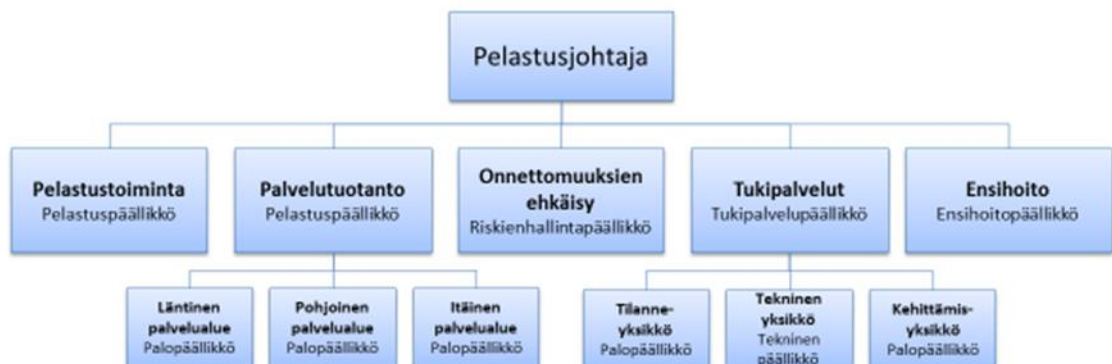 Pelastusjohtaja
Pelastustoiminta
Pelastuspäällikkö
Palvelutuotanto
Pelastuspäällikkö
Onnettomuuksien
ehkäisy
Riskienhallintapäällikkö
Tukipalvelut
Tukipalvelupäällikkö
Ensihoito
Ensihoitopäällikkö
Läntinen
palvelualue
Palopäällikkö
Pohjoinen
palvelualue
Palopäällikkö
Itäinen
palvelualue
Palopäällikkö
Tilanne-
yksikkö
Palopäällikkö
Tekninen
yksikkö
Tekninen
päällikkö
Kehittämis-
yksikkö
Palopäällikkö